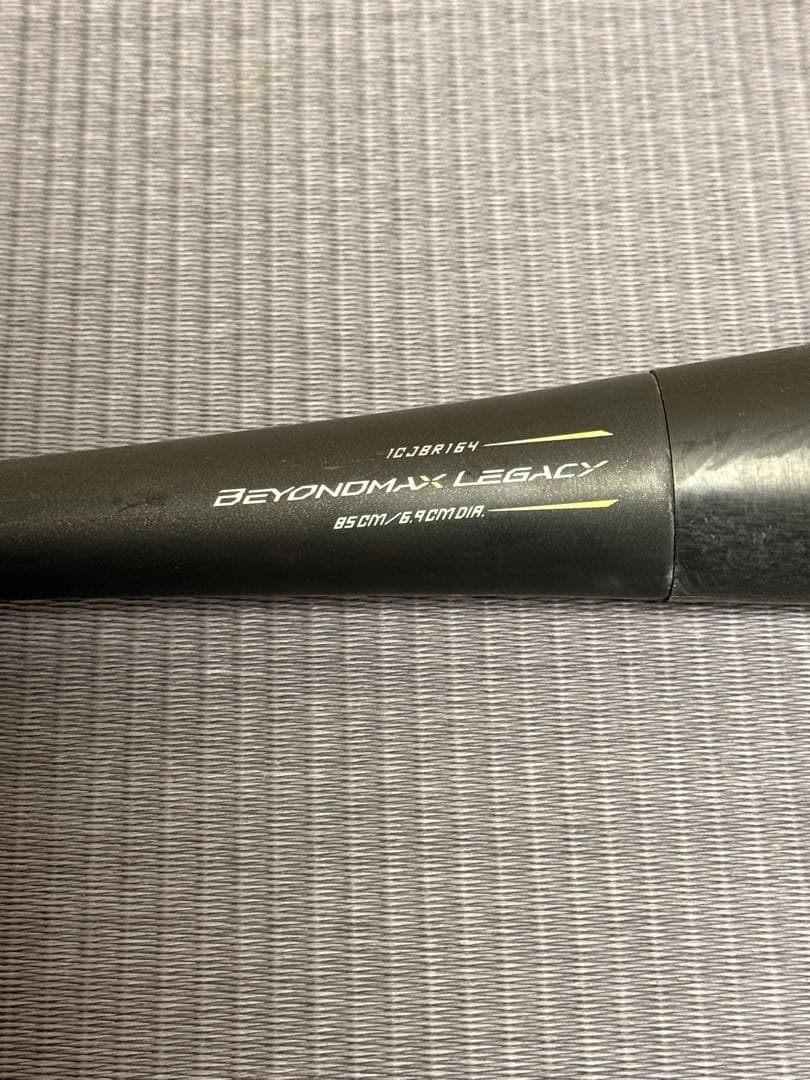 1CJBR164
BEYONDMAX LEGACY
85CM/6.9CM DIA.